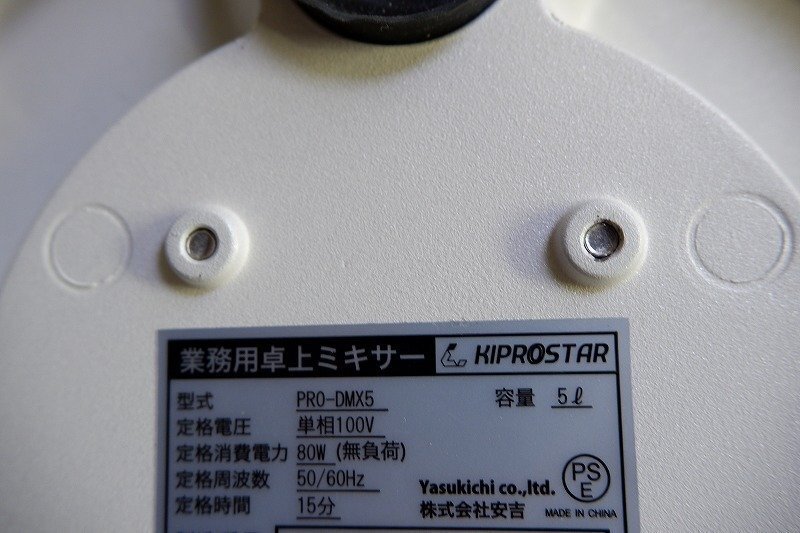 業務用卓上ミキサー KIPROSTAR
型式 PRO-DMX5 容量 5ℓ
定格電圧 単相100V
定格消費電力 80W (無負荷)
定格周波数 50/60Hz
定格時間 15分
Yasukichi co.,ltd.
株式会社安吉
PS
E
MADE IN CHINA